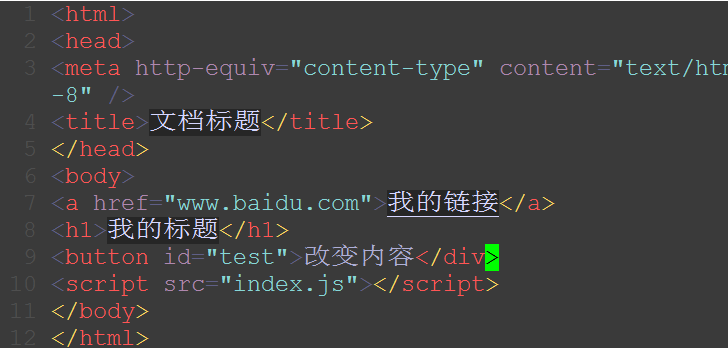 1 <html>
2 <head>
3 <meta http-equiv="content-type" content="text/htm
-8" />
4 <title>文档标题</title>
5 </head>
6 <body>
7 <a href="www.baidu.com">我的链接</a>
8 <h1>我的标题</h1>
9 <button id="test">改变内容</div>
10 <script src="index.js"></script>
11 </body>
12 </html>